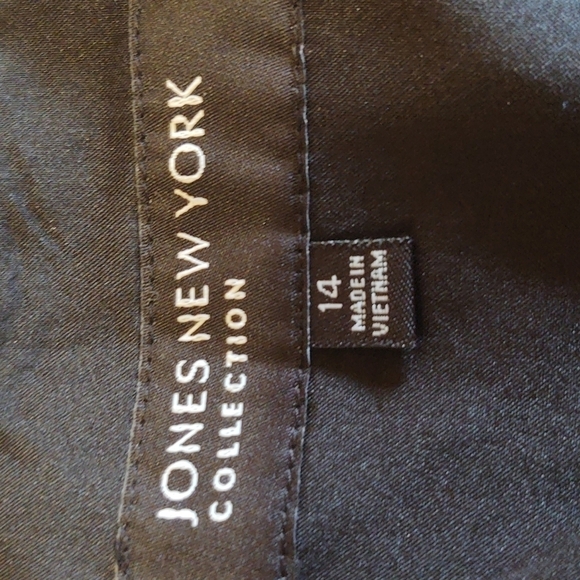 JONES NEW YORK
COLLECTION
14
MADE IN
VIETNAM